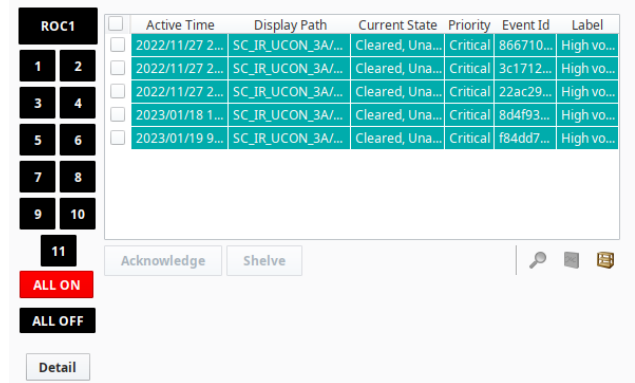 ROC1
Active Time Display Path Current State Priority Event Id Label
2022/11/27 2... SC_IR_UCON_3A/... Cleared, Una... Critical 866710... High vo...
2022/11/27 2... SC_IR_UCON_3A/... Cleared, Una... Critical 3c1712... High vo...
2022/11/27 2... SC_IR_UCON_3A/... Cleared, Una... Critical 22ac29... High vo...
2023/01/18 1... SC_IR_UCON_3A/... Cleared, Una... Critical 8d4f93... High vo...
2023/01/19 9... SC_IR_UCON_3A/... Cleared, Una... Critical f84dd7... High vo...
1 2
3 4
5 6
7 8
9 10
11
Acknowledge Shelve
ALL ON
ALL OFF
Detail